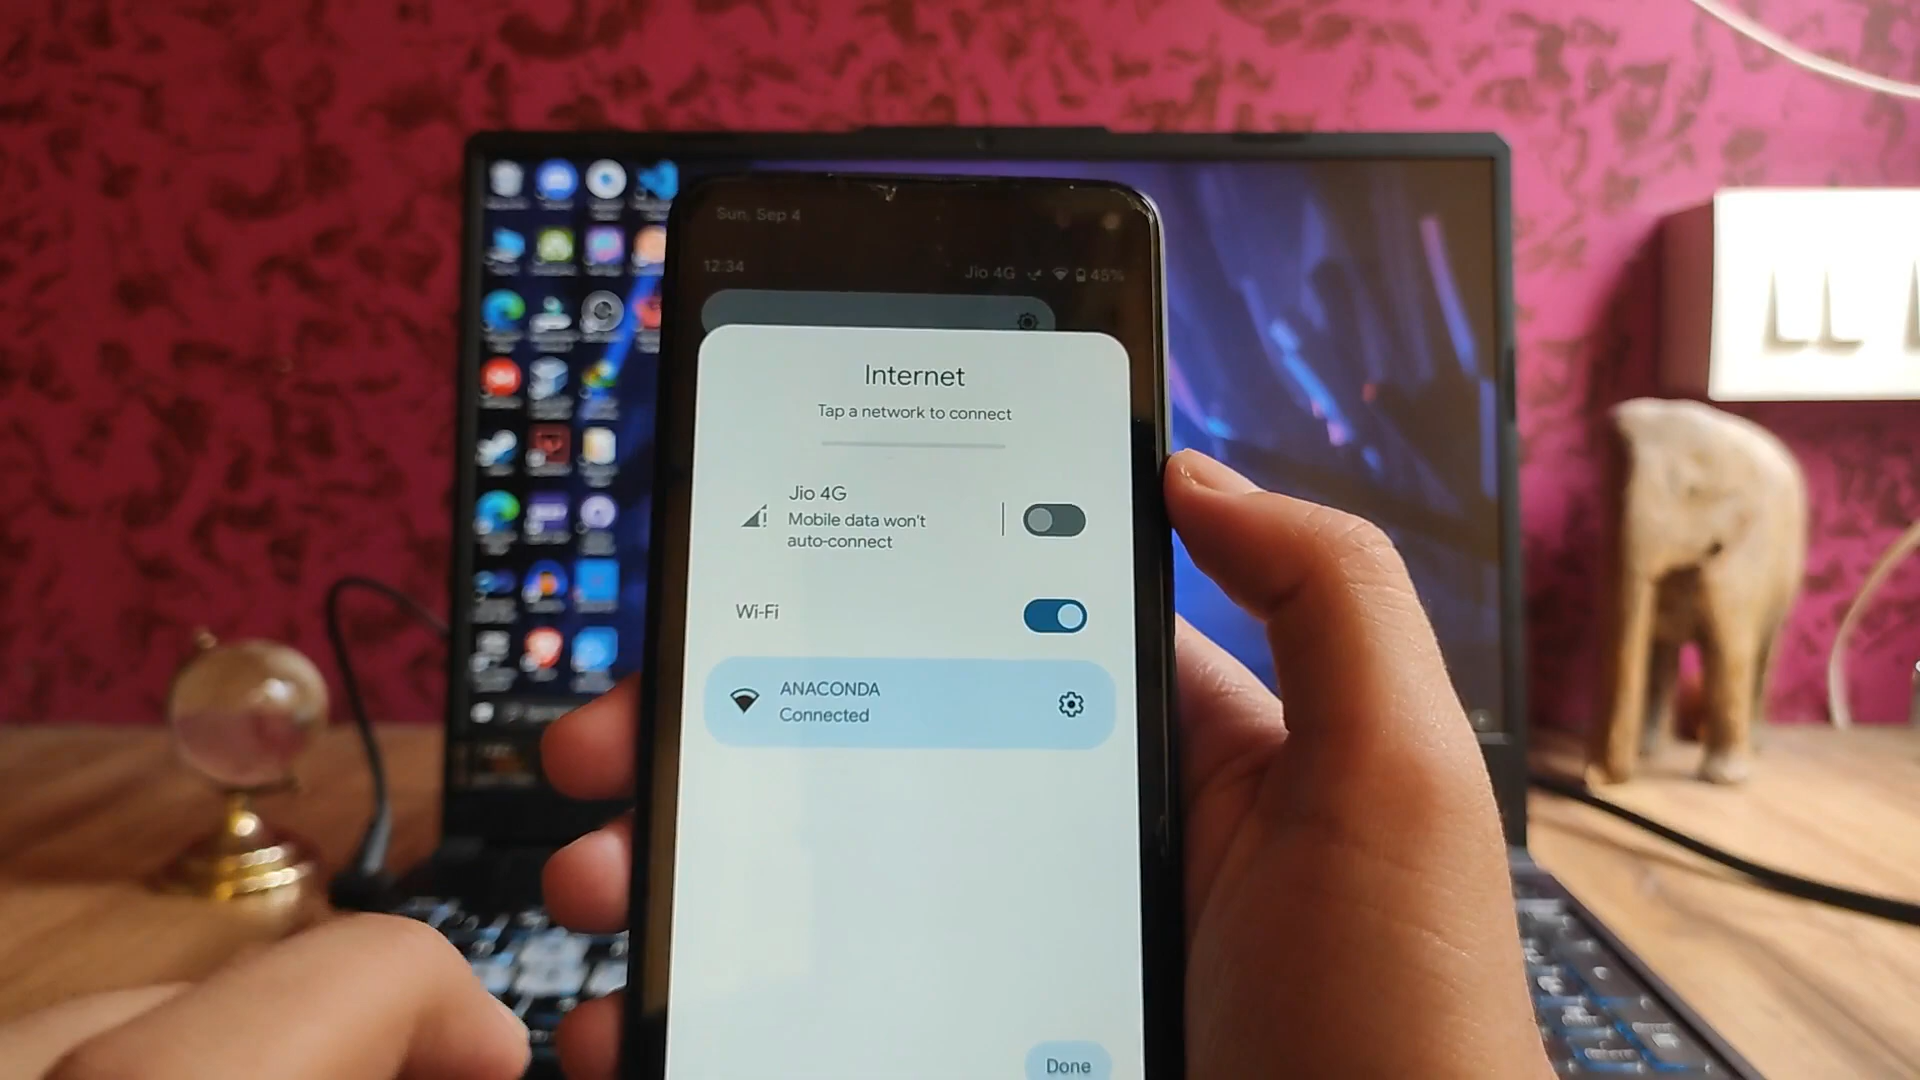 Sun, Sep 4
12:34
Jio 4G 45%
Internet
Tap a network to connect
Jio 4G
Mobile data won't
auto-connect
Wi-Fi
ANACONDA
Connected
Done